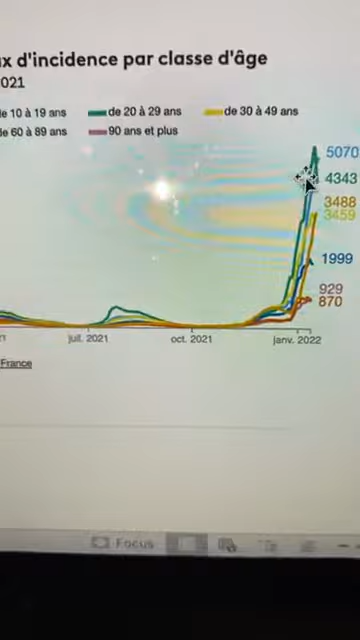 x d'incidence par classe d'âge
021
de 10 à 19 ans de 20 à 29 ans de 30 à 49 ans
de 60 à 89 ans 90 ans et plus
5070
4343
3488
3459
1999
929
870
juil. 2021 oct. 2021 janv. 2022
France
Focus